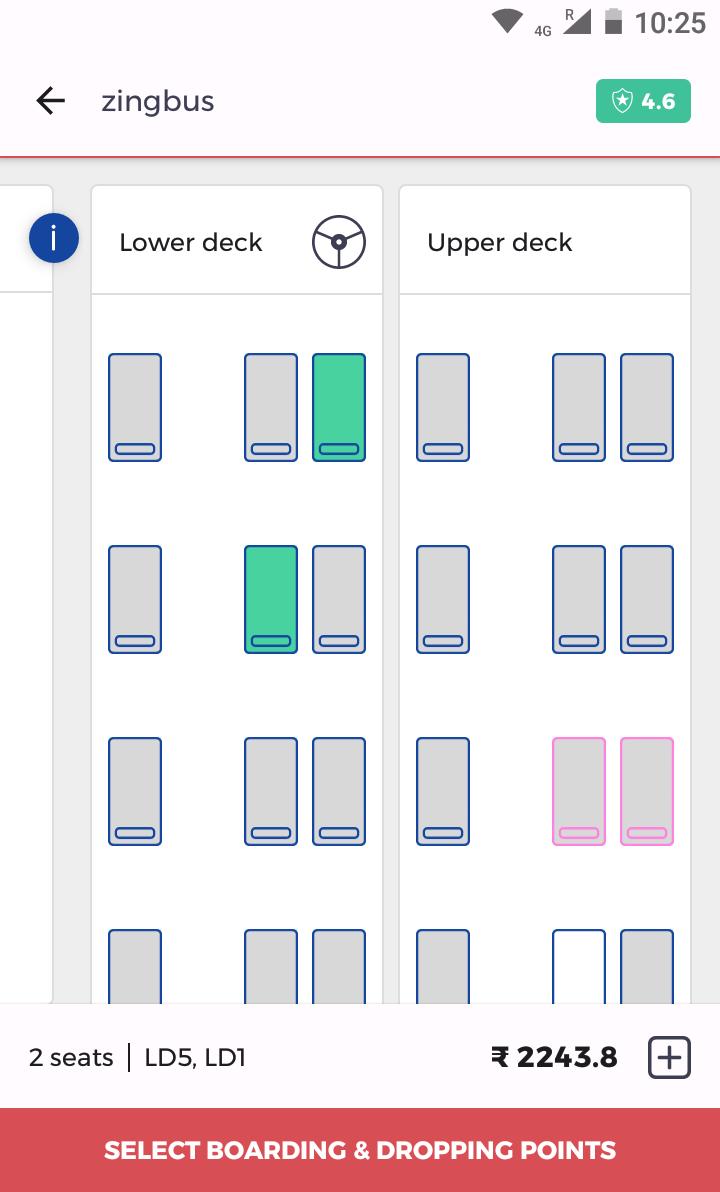 4G R 10:25
zingbus
4.6
i
Lower deck
Upper deck
2 seats | LD5, LD1
₹ 2243.8
SELECT BOARDING & DROPPING POINTS